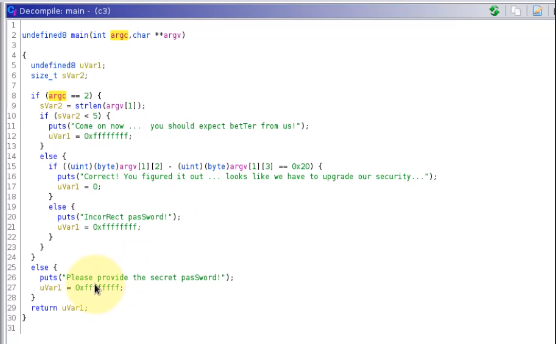 Decompile: main - (c3)
1
2 undefined8 main(int argc,char **argv)
3
4 {
5 undefined8 uVar1;
6 size_t sVar2;
7
8 if (argc == 2) {
9 sVar2 = strlen(argv[1]);
10 if (sVar2 < 5) {
11 puts("Come on now ... you should expect betTer from us!");
12 uVar1 = 0xffffffff;
13 }
14 else {
15 if ((uint)(byte)argv[1][2] - (uint)(byte)argv[1][3] == 0x20) {
16 puts("Correct! You figured it out ... looks like we have to upgrade our security...");
17 uVar1 = 0;
18 }
19 else {
20 puts("IncorRect pasSword!");
21 uVar1 = 0xffffffff;
22 }
23 }
24 }
25 else {
26 puts("Please provide the secret pasSword!");
27 uVar1 = 0xffffffff;
28 }
29 return uVar1;
30 }
31